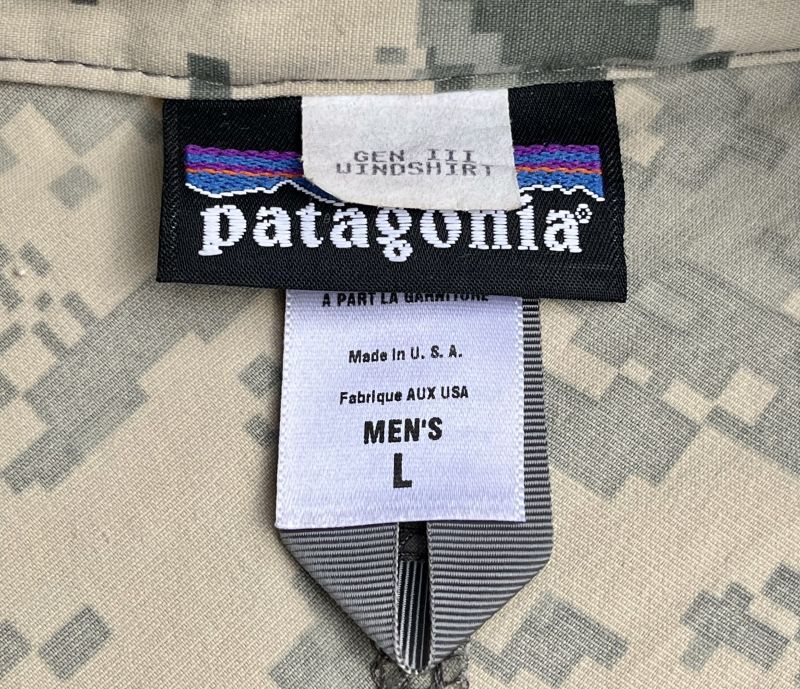 GEN III
WINDSHIRT
patagonia®
A PART LA GARNITURE
Made in U. S. A.
Fabrique AUX USA
MEN'S
L